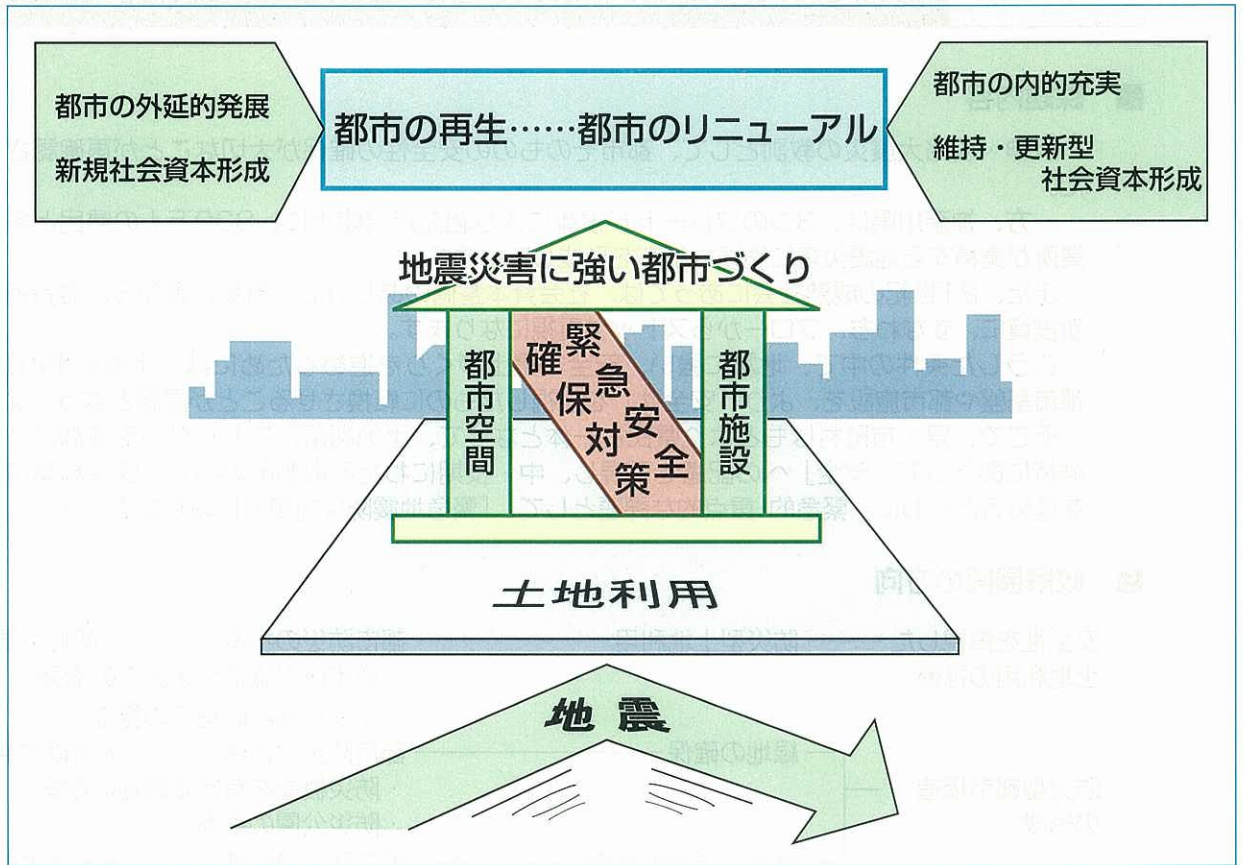 都市の外延的発展
新規社会資本形成
都市の再生……都市のリニューアル
都市の内的充実
維持・更新型
社会資本形成
地震災害に強い都市づくり
都市空間
緊急安全
確保対策
都市施設
土地利用
地震